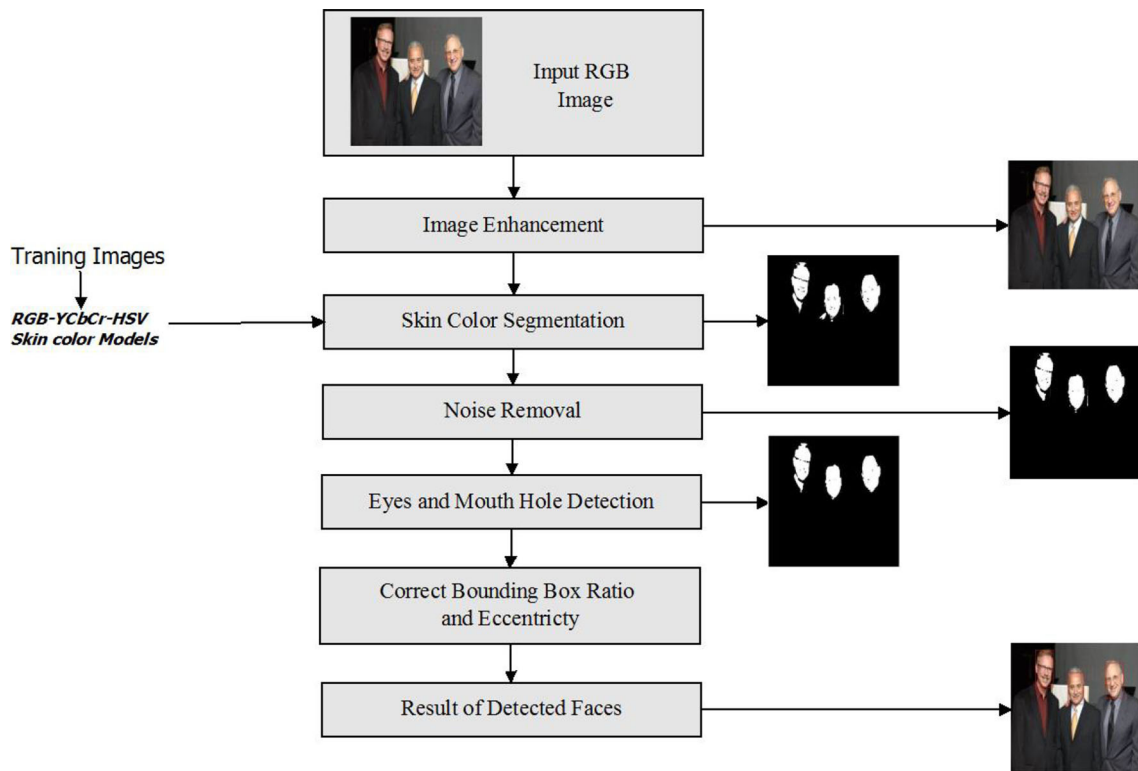 Input RGB
Image
Image Enhancement
Traning Images
RGB-YCbCr-HSV
Skin color Models
Skin Color Segmentation
Noise Removal
Eyes and Mouth Hole Detection
Correct Bounding Box Ratio
and Eccentricty
Result of Detected Faces